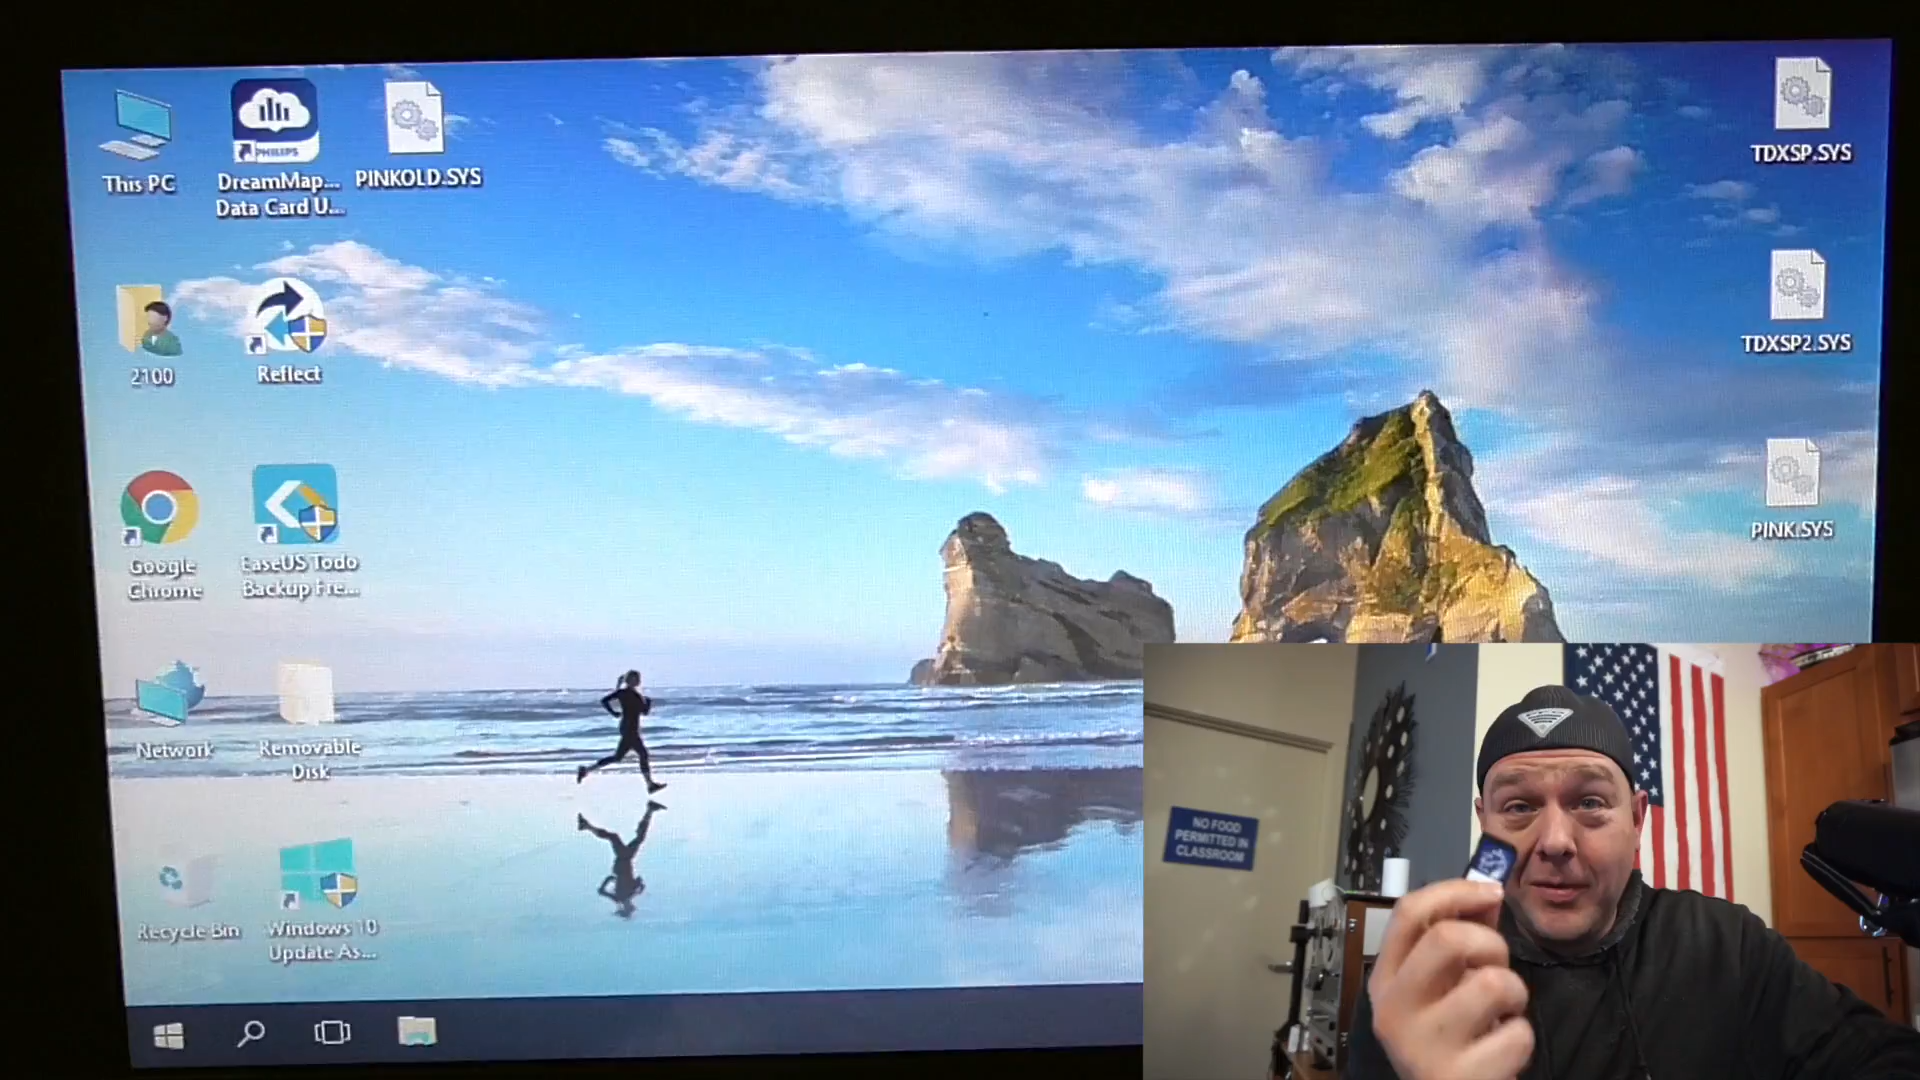 This PC
PHILIPS
DreamMap...
Data Card U...
PINKOLD.SYS
TDXSP.SYS
2100
Reflect
TDXSP2.SYS
Google
Chrome
EaseUS Todo
Backup Fre...
PINK.SYS
Network
Removable
Disk
Recycle Bin
Windows 10
Update As...
NO FOOD
PERMITTED IN
CLASSROOM